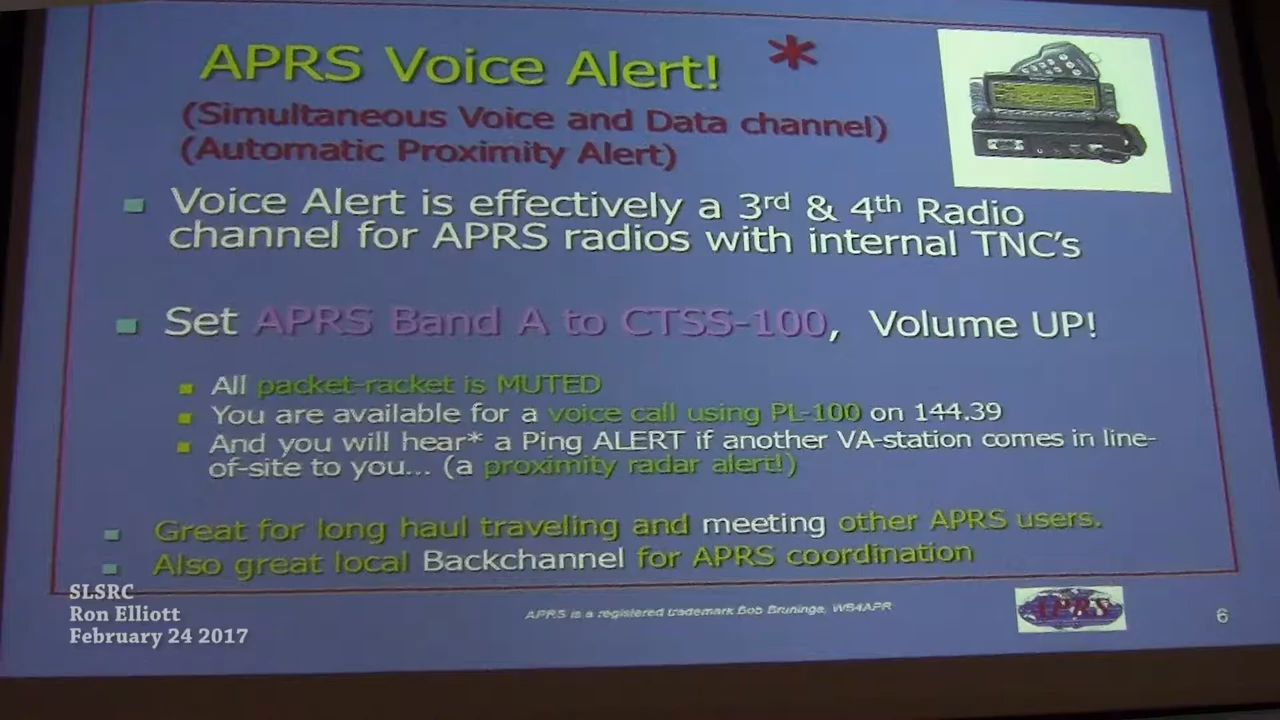 APRS Voice Alert! *
(Simultaneous Voice and Data channel)
(Automatic Proximity Alert)
Voice Alert is effectively a 3rd & 4th Radio
channel for APRS radios with internal TNC's
Set APRS Band A to CTSS-100, Volume UP!
All packet-racket is MUTED
You are available for a voice call using PL-100 on 144.39
And you will hear* a Ping ALERT if another VA-station comes in line-
of-site to you... (a proximity radar alert!)
Great for long haul traveling and meeting other APRS users.
Also great local Backchannel for APRS coordination
SLSRC
Ron Elliott
February 24 2017
APRS is a registered trademark Bob Bruninga, WB4APR
APRS
6